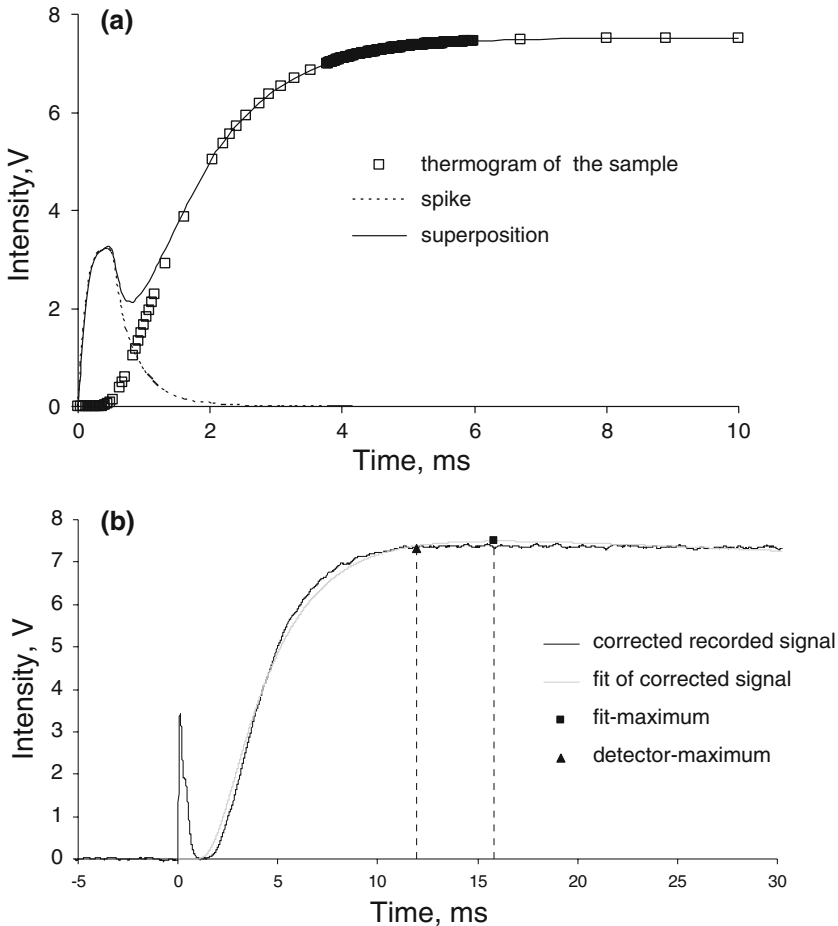 (a)
8
6
4
2
0
Intensity,V
thermogram of the sample
spike
superposition
0 2 4 6 8 10
Time, ms
(b)
8
7
6
5
4
3
2
1
0
Intensity, V
corrected recorded signal
fit of corrected signal
fit-maximum
detector-maximum
-5 0 5 10 15 20 25 30
Time, ms